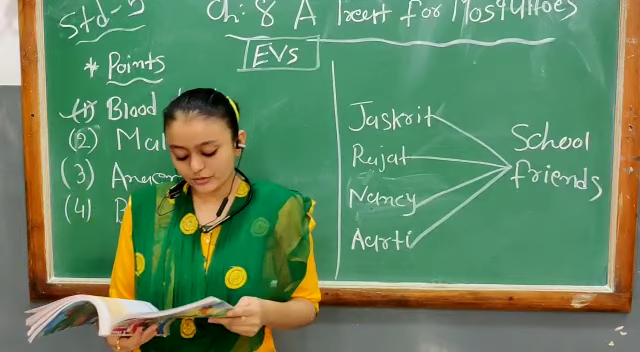 Std-5
Ch: 8 A Treat for Mosquitoes
EVS
* Points
(1) Blood
(2) Mal
(3) Anaem
(4)
Jaskrit
Rajat
Nancy
Aarti
School
friends